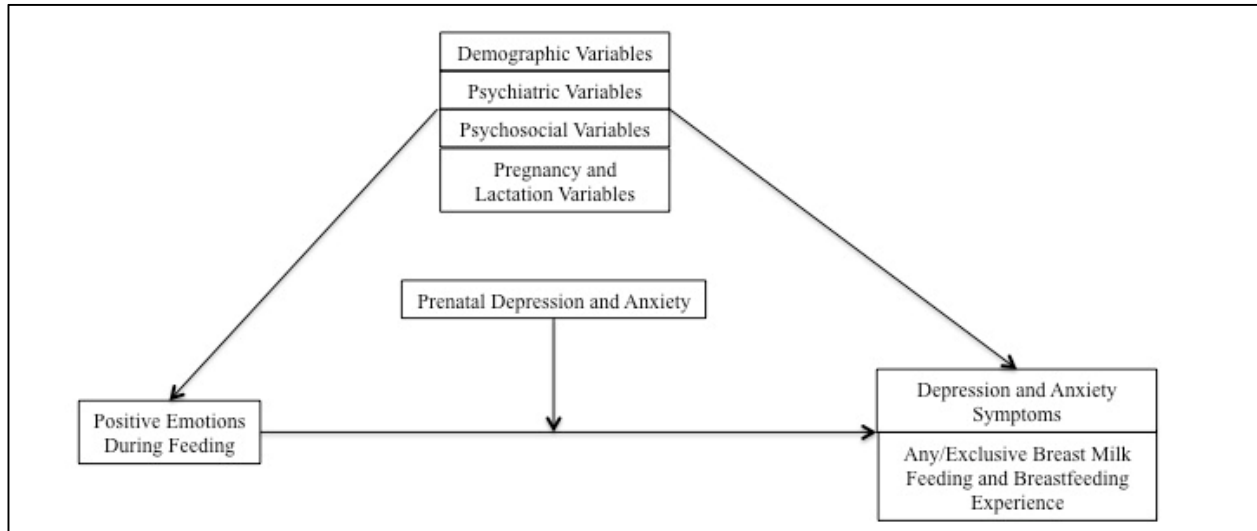 Demographic Variables
Psychiatric Variables
Psychosocial Variables
Pregnancy and
Lactation Variables
Prenatal Depression and Anxiety
Positive Emotions
During Feeding
Depression and Anxiety
Symptoms
Any/Exclusive Breast Milk
Feeding and Breastfeeding
Experience